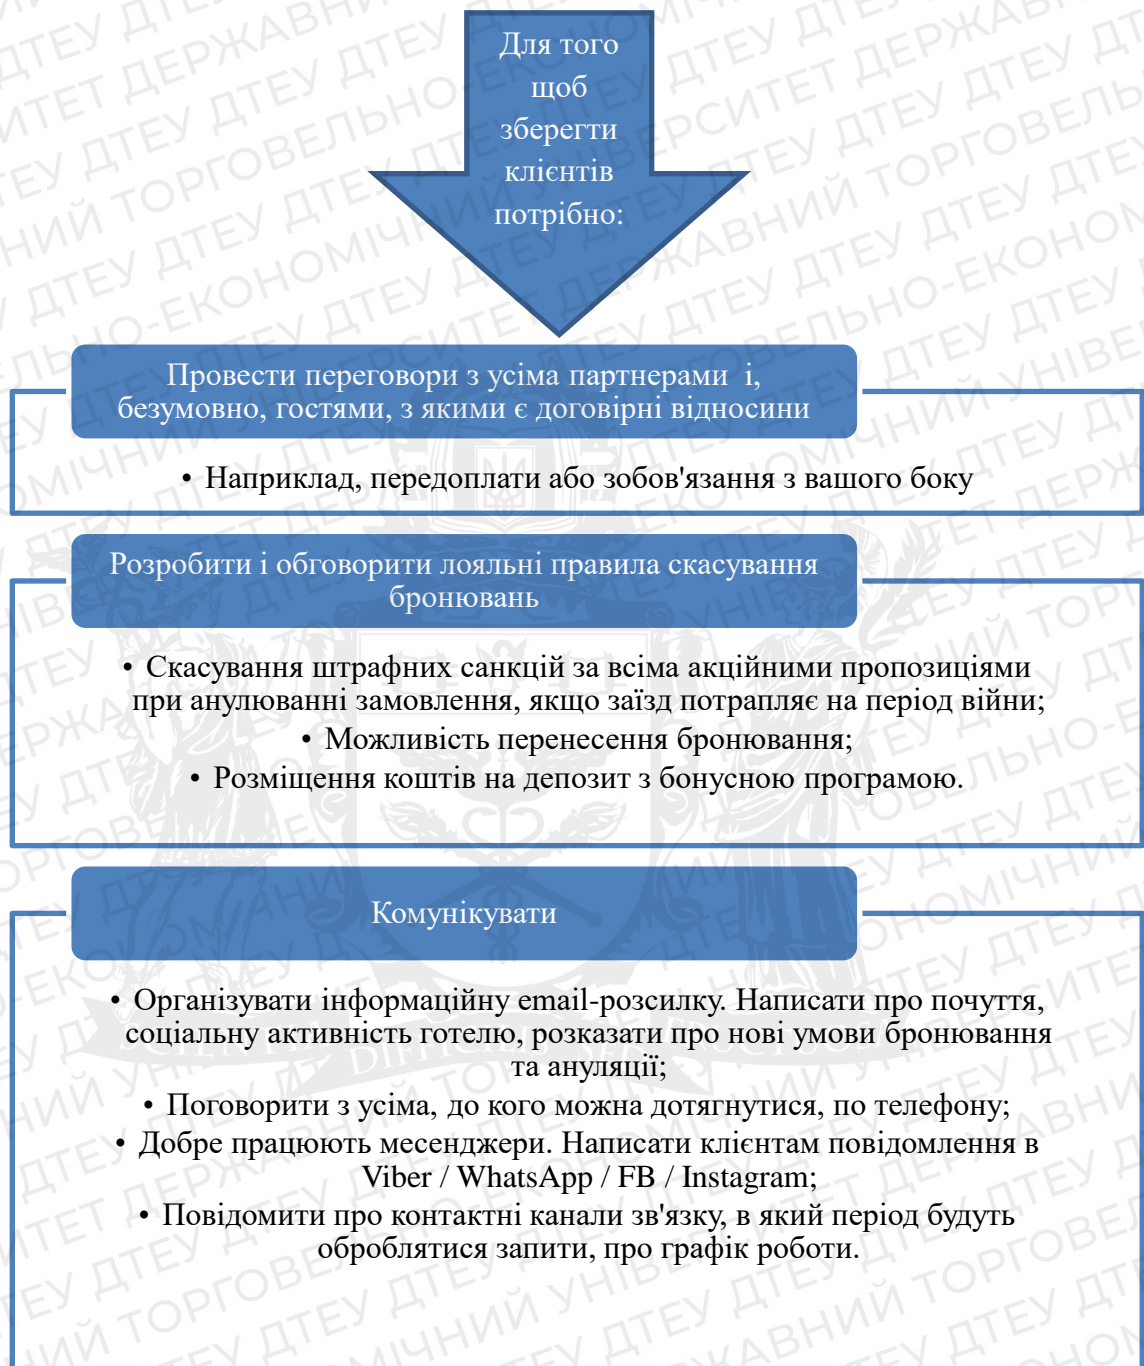 Для того
щоб
зберегти
клієнтів
потрібно:
Провести переговори з усіма партнерами і,
безумовно, гостями, з якими є договірні відносини
• Наприклад, передоплати або зобов'язання з вашого боку
Розробити і обговорити лояльні правила скасування
бронювань
• Скасування штрафних санкцій за всіма акційними пропозиціями
при анулюванні замовлення, якщо заїзд потрапляє на період війни;
• Можливість перенесення бронювання;
• Розміщення коштів на депозит з бонусною програмою.
Комунікувати
• Організувати інформаційну email-розсилку. Написати про почуття,
соціальну активність готелю, розказати про нові умови бронювання
та ануляції;
• Поговорити з усіма, до кого можна дотягнутися, по телефону;
• Добре працюють месенджери. Написати клієнтам повідомлення в
Viber / WhatsApp / FB / Instagram;
• Повідомити про контактні канали зв'язку, в який період будуть
оброблятися запити, про графік роботи.